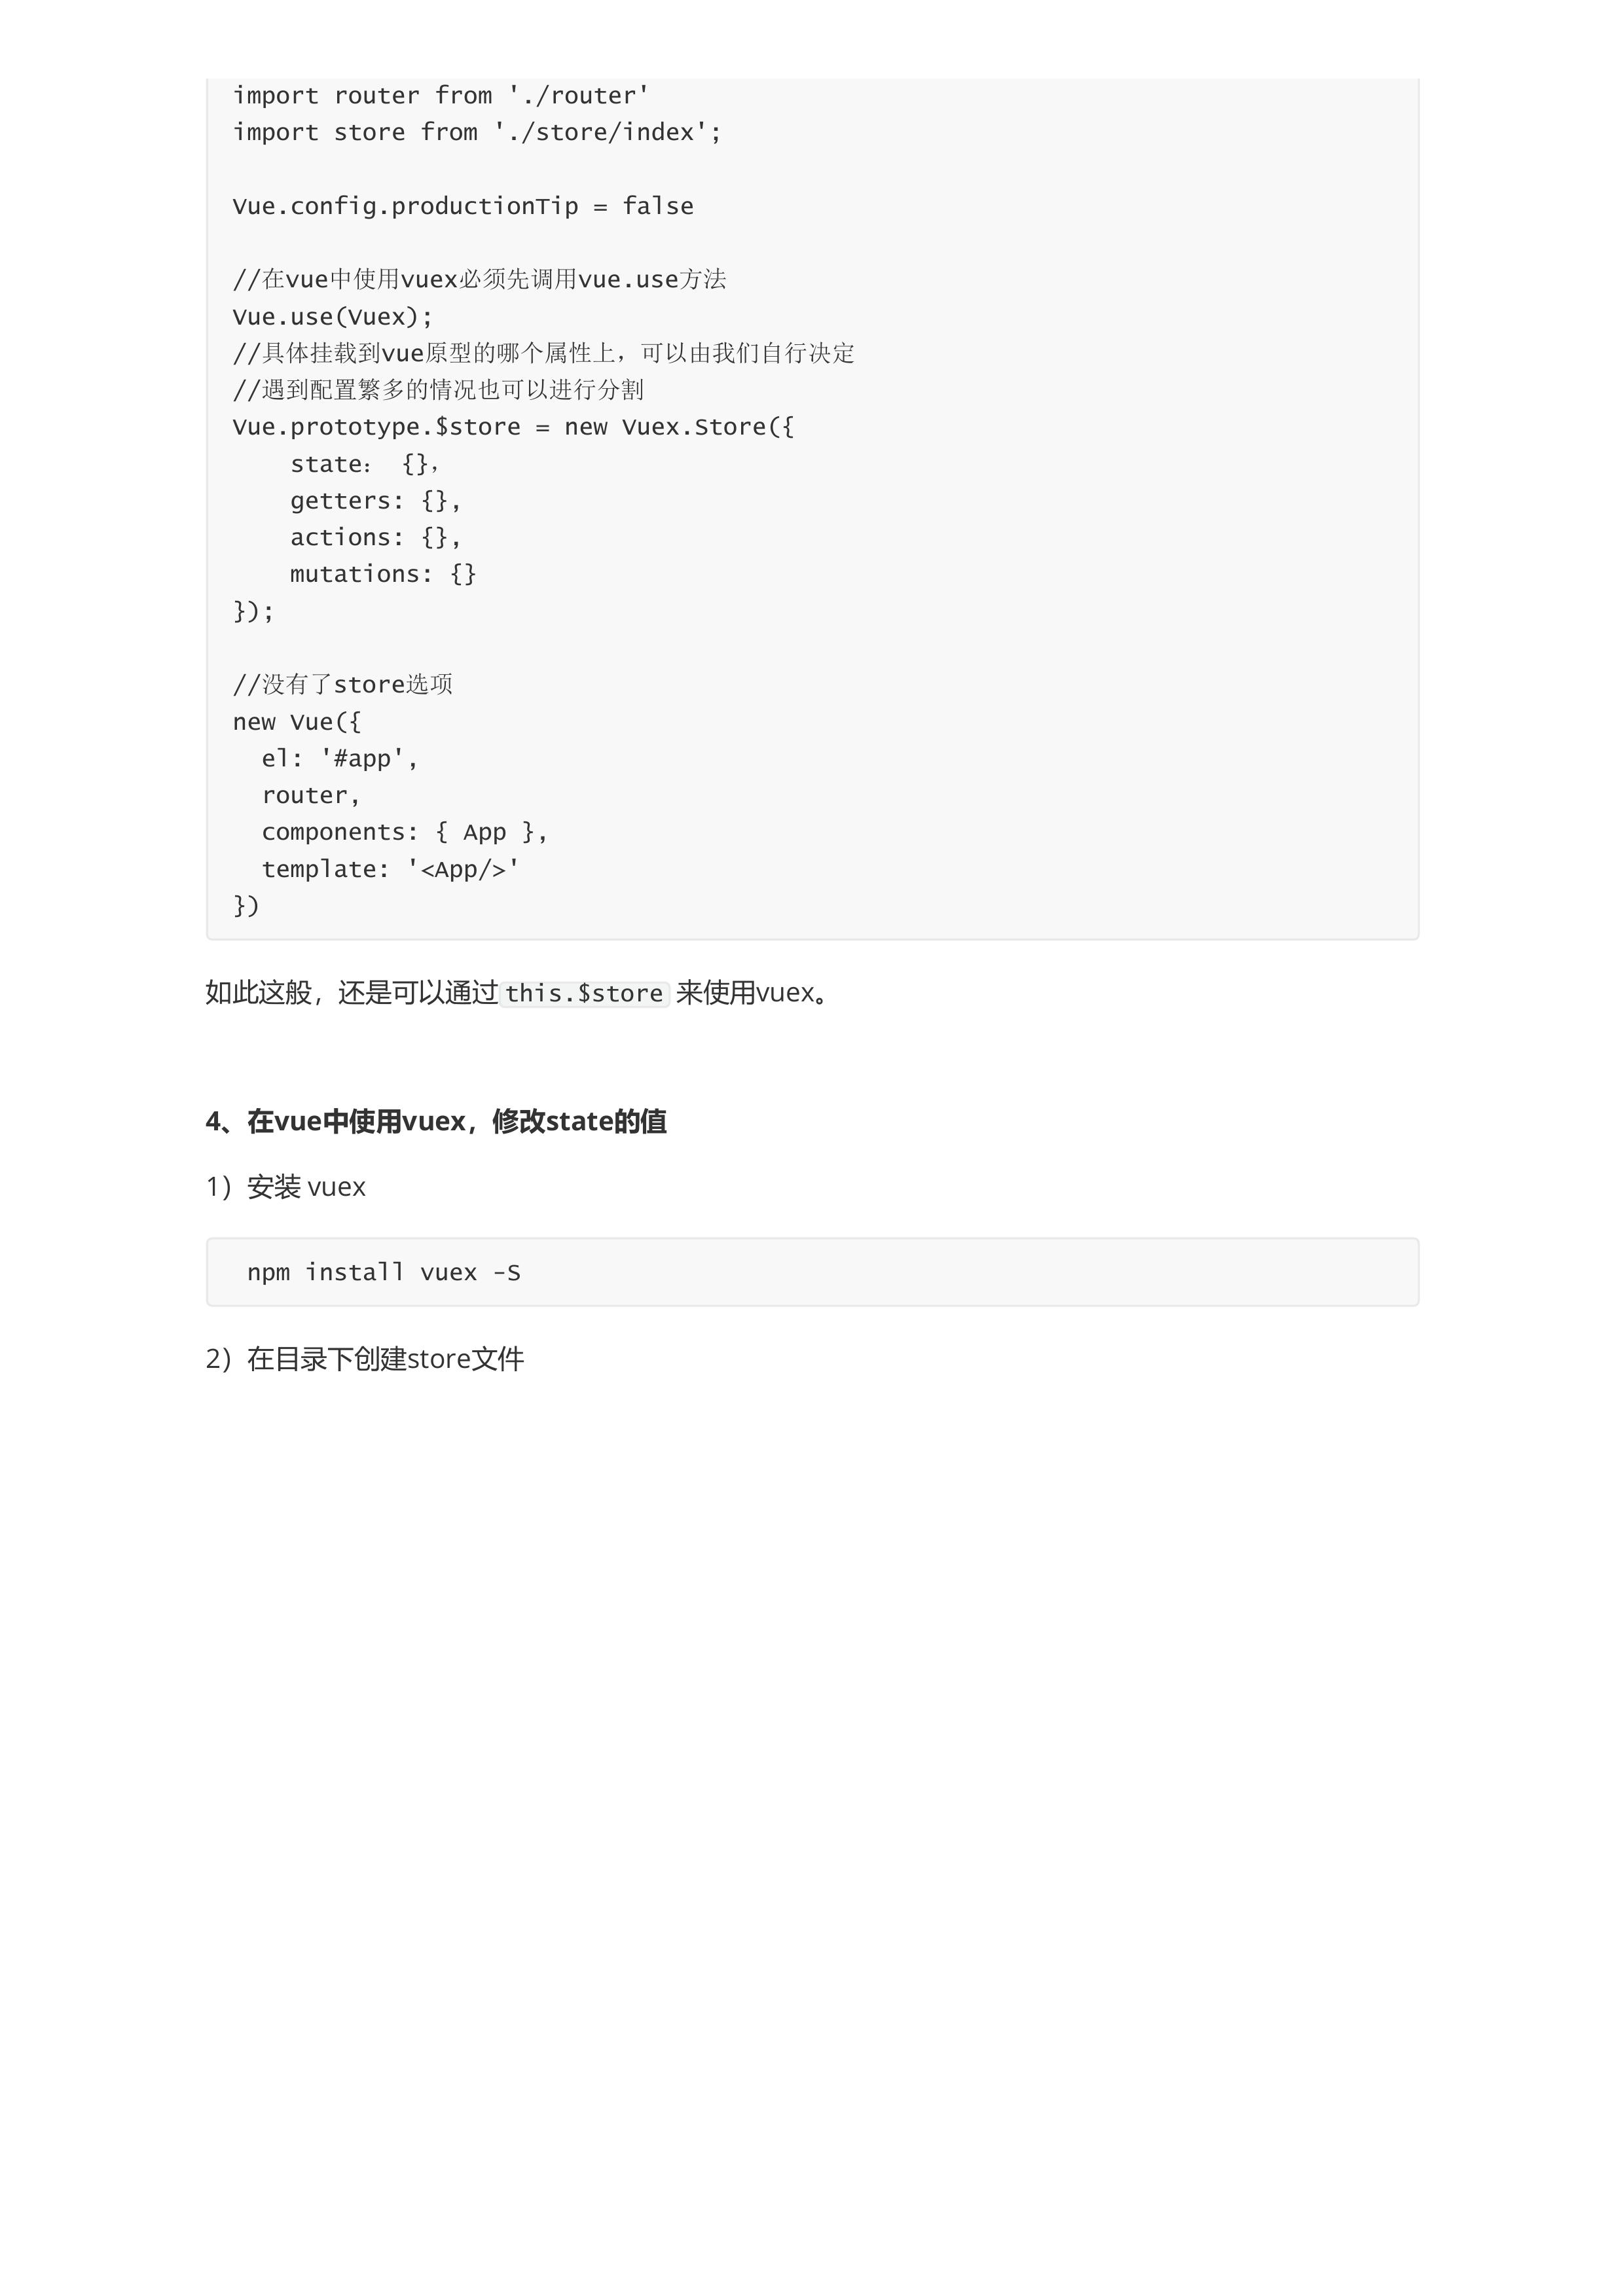 import router from './router'
import store from './store/index';
Vue.config.productionTip = false
//在vue中使用vuex必须先调用vue.use方法
Vue.use(Vuex);
//具体挂载到vue原型的哪个属性上，可以由我们自行决定
//遇到配置繁多的情况也可以进行分割
Vue.prototype.$store = new Vuex.Store({
    state： {},
    getters: {},
    actions: {},
    mutations: {}
});
//没有了store选项
new Vue({
  el: '#app',
  router,
  components: { App },
  template: '<App/>'
})
如此这般，还是可以通过this.$store 来使用vuex。
4、在vue中使用vuex，修改state的值
1）安装 vuex
npm install vuex -S
2）在目录下创建store文件